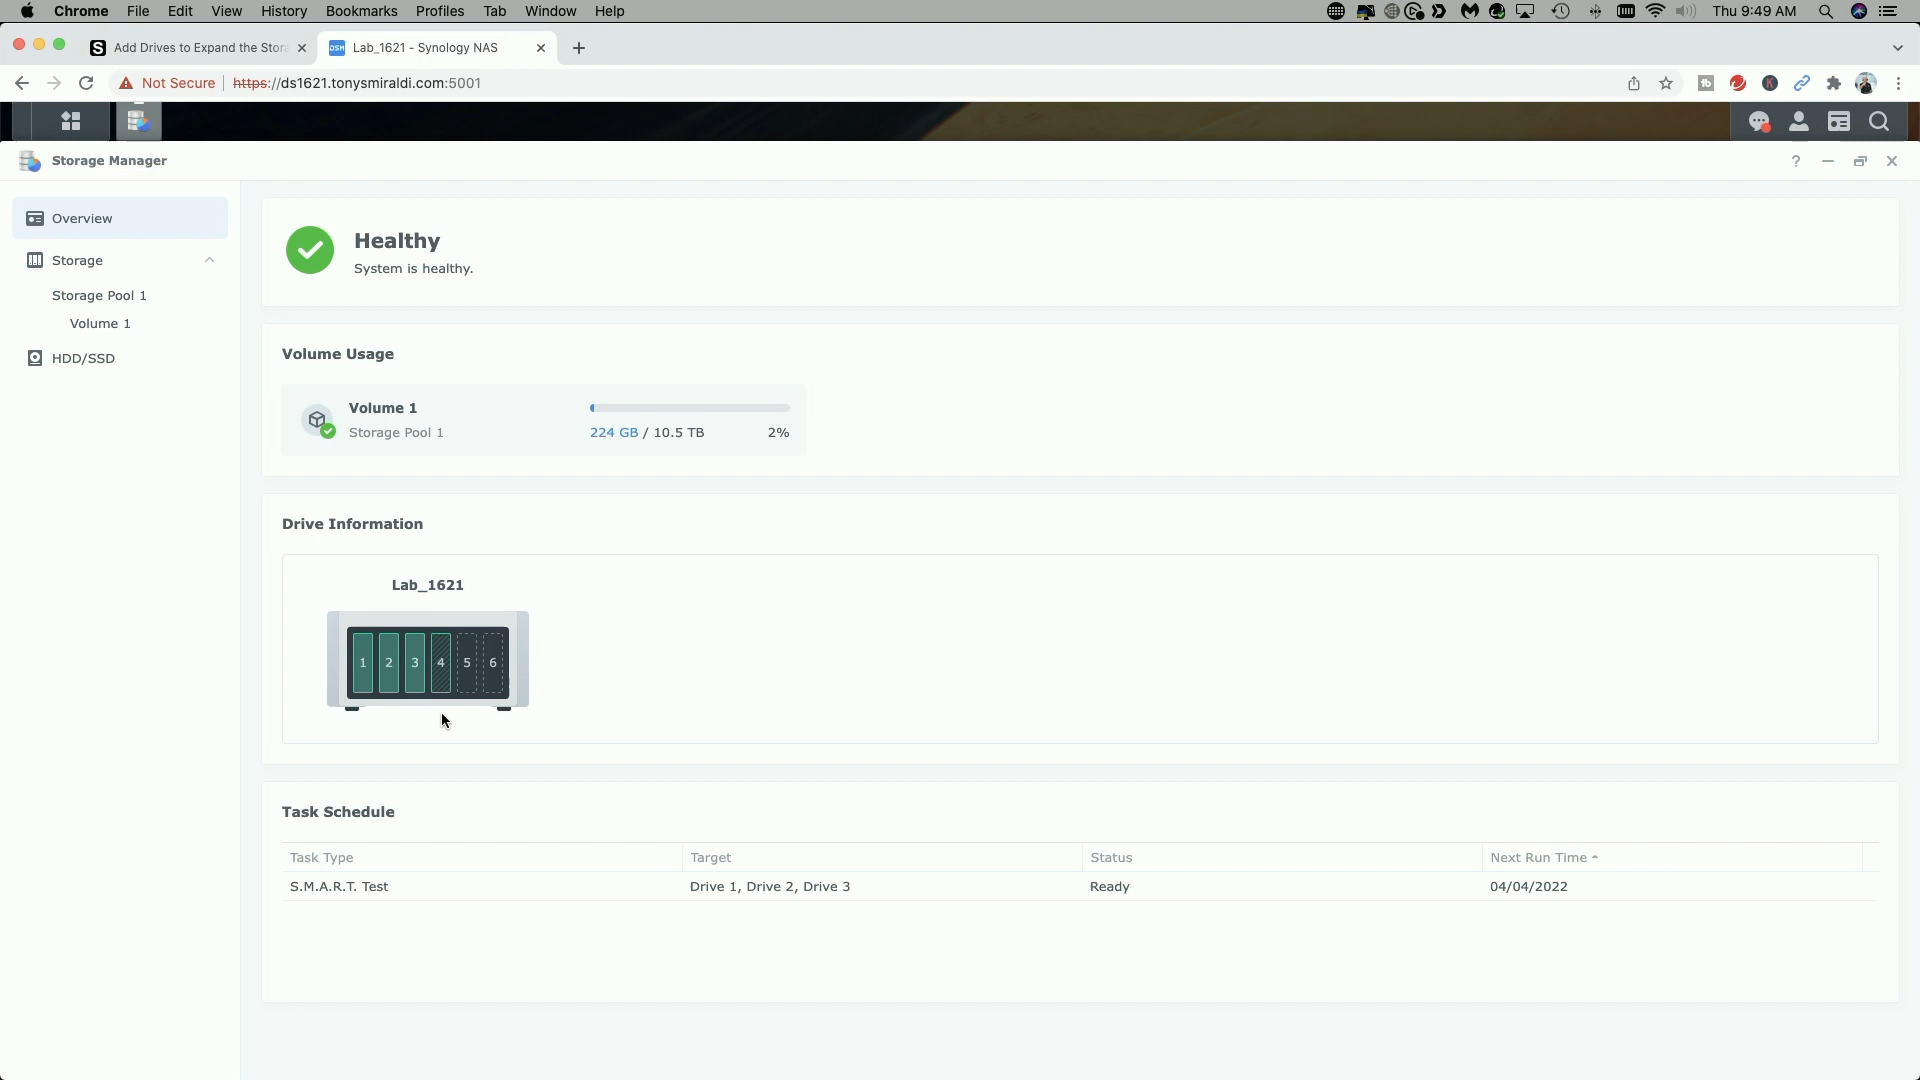 Chrome File Edit View History Bookmarks Profiles Tab Window Help Thu 9:49 AM
Add Drives to Expand the Stora
DSM Lab_1621 - Synology NAS
Not Secure https://ds1621.tonysmiraldi.com:5001
Storage Manager
Overview
Storage
Storage Pool 1
Volume 1
HDD/SSD
Healthy
System is healthy.
Volume Usage
Volume 1
Storage Pool 1
224 GB / 10.5 TB 2%
Drive Information
Lab_1621
1 2 3 4 5 6
Task Schedule
Task Type Target Status Next Run Time
S.M.A.R.T. Test Drive 1, Drive 2, Drive 3 Ready 04/04/2022